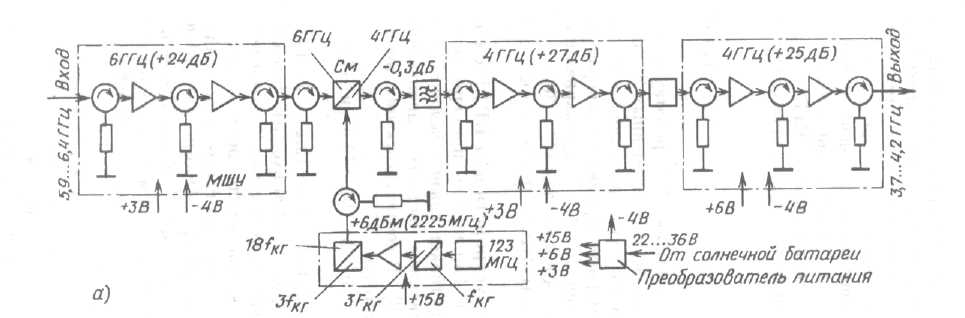 Вход
5,9...6,4 ГГц
6ГГц (+24дБ)
МШУ
+3В
-4В
6ГГц
См
4ГГц
-0,3дБ
4ГГц (+27дБ)
+3В
-4В
4ГГц (+25дБ)
+6В
-4В
Выход
3,7...4,2 ГГц
+6дБм (2225МГц)
18fкг
3fкг
3Fкг
+15В
fкг
123
МГц
-4В
+15В
+6В
+3В
22...36В
От солнечной батареи
Преобразователь питания
а)